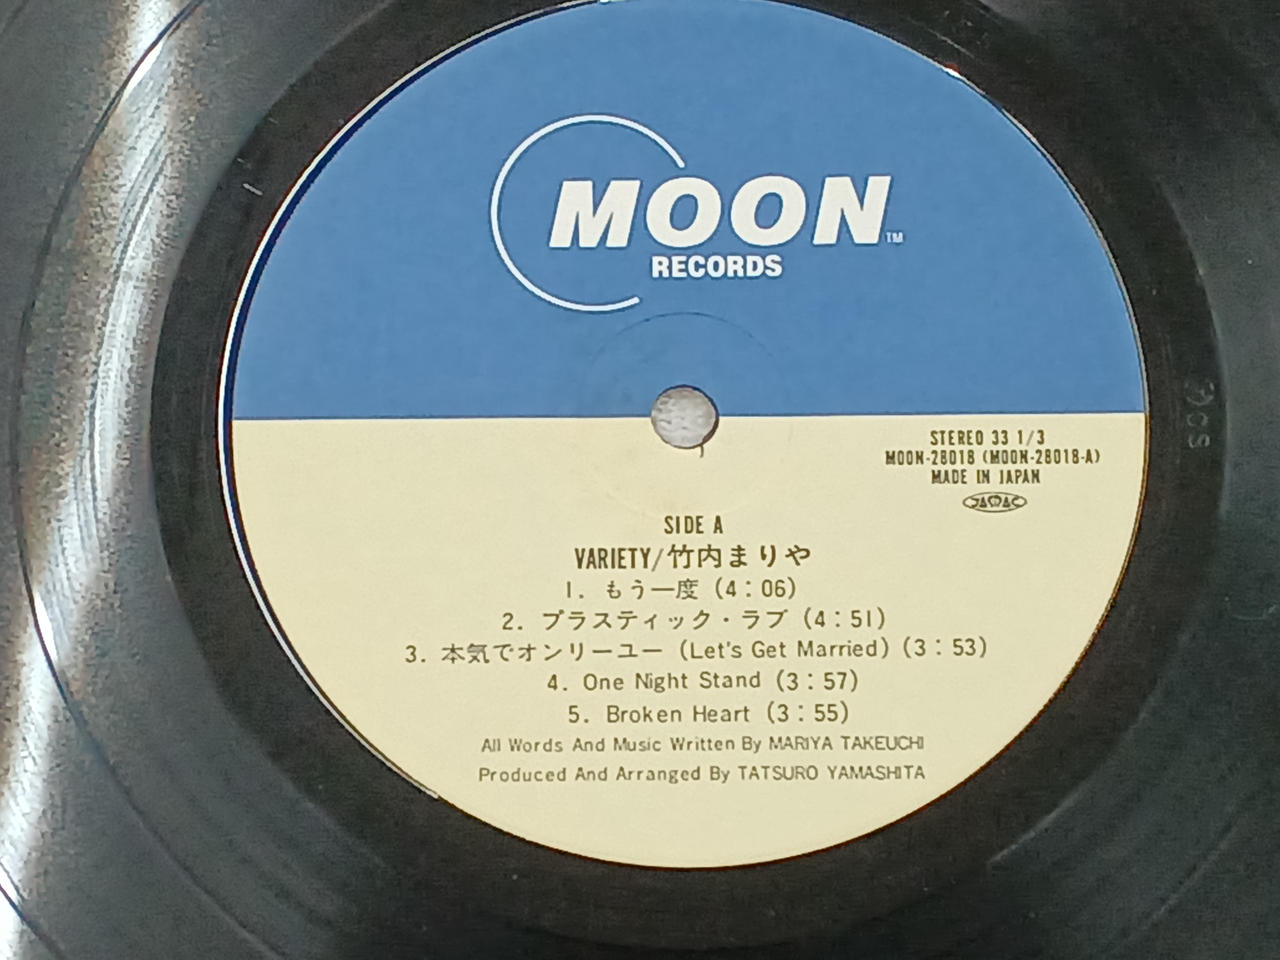 MOON™
RECORDS
STEREO 33 1/3
MOON-28018 (MOON-28018-A)
MADE IN JAPAN
JASRAC
SIDE A
VARIETY/竹内まりや
1. もう一度 (4:06)
2. プラスティック・ラブ (4:51)
3. 本気でオンリーユー (Let's Get Married) (3:53)
4. One Night Stand (3:57)
5. Broken Heart (3:55)
All Words And Music Written By MARIYA TAKEUCHI
Produced And Arranged By TATSURO YAMASHITA